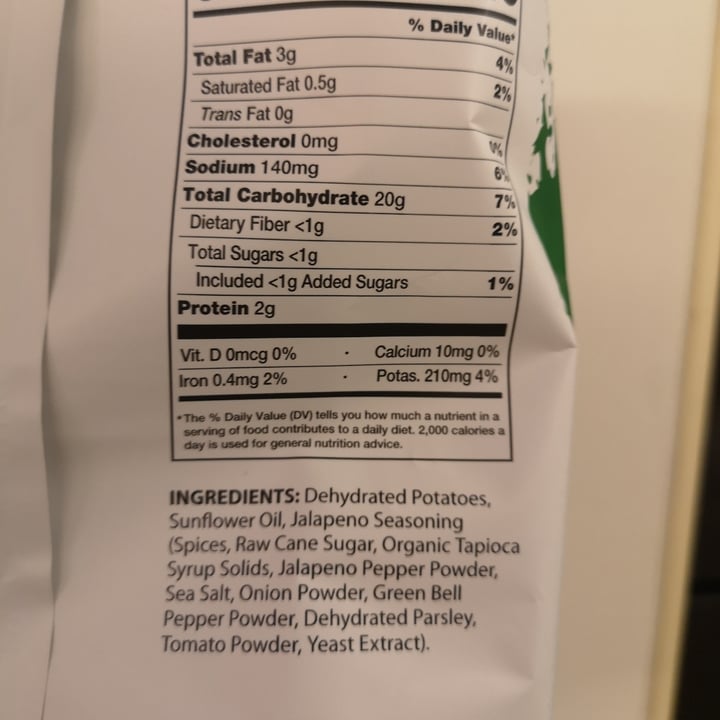 % Daily Value*
Total Fat 3g 4%
Saturated Fat 0.5g 2%
Trans Fat 0g
Cholesterol 0mg 0%
Sodium 140mg 6%
Total Carbohydrate 20g 7%
Dietary Fiber <1g 2%
Total Sugars <1g
Included <1g Added Sugars 1%
Protein 2g
Vit. D 0mcg 0% · Calcium 10mg 0%
Iron 0.4mg 2% · Potas. 210mg 4%
*The % Daily Value (DV) tells you how much a nutrient in a
serving of food contributes to a daily diet. 2,000 calories a
day is used for general nutrition advice.
INGREDIENTS: Dehydrated Potatoes,
Sunflower Oil, Jalapeno Seasoning
(Spices, Raw Cane Sugar, Organic Tapioca
Syrup Solids, Jalapeno Pepper Powder,
Sea Salt, Onion Powder, Green Bell
Pepper Powder, Dehydrated Parsley,
Tomato Powder, Yeast Extract).